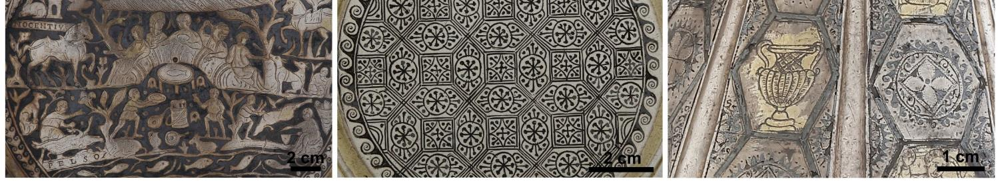 NOCENTIV
PELSO
2 cm
2 cm
1 cm